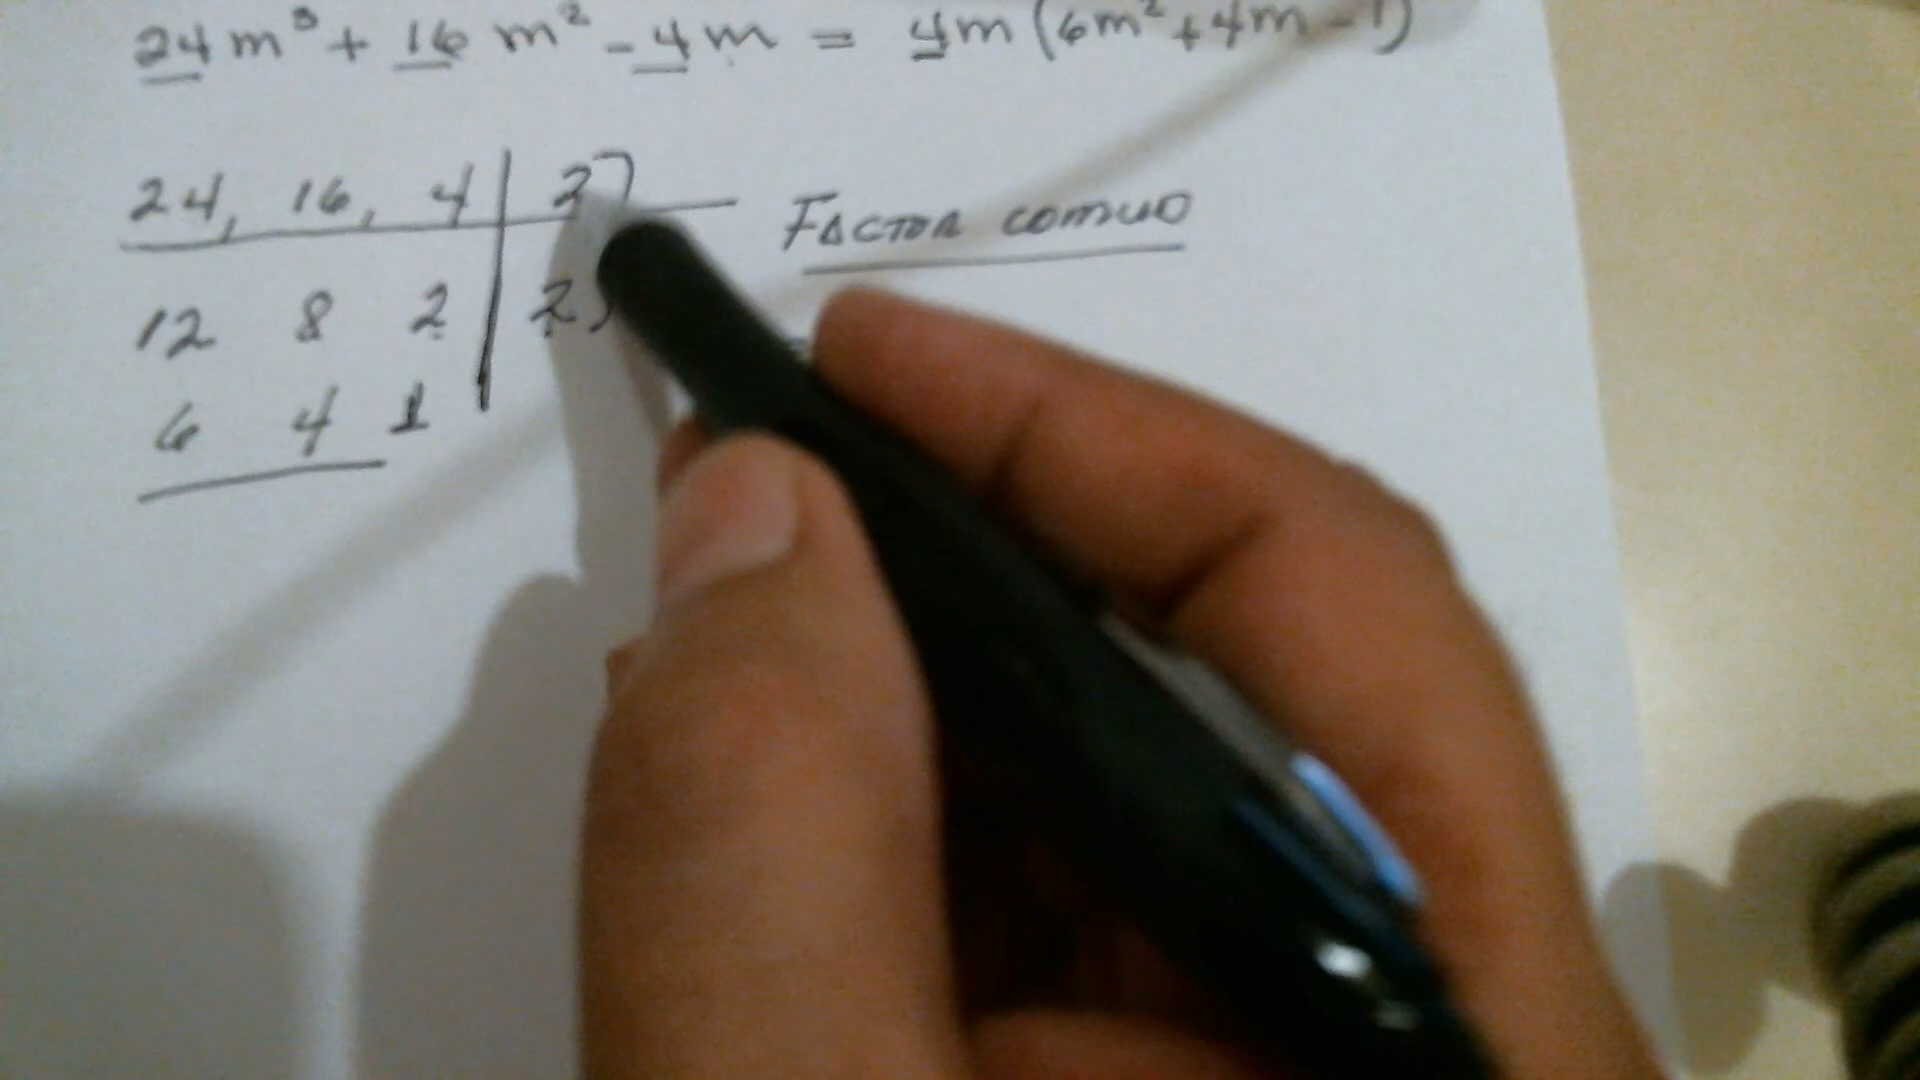 24m³ + 16m² - 4m = 4m(6m² + 4m - 1)
24, 16, 4 | 2 Factor comun
12 8 2 | 2
6 4 1